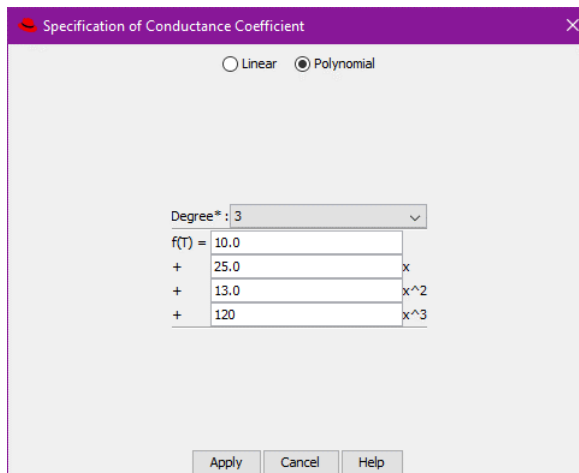 Specification of Conductance Coefficient
Linear Polynomial
Degree* : 3
f(T) = 10.0
+ 25.0 x
+ 13.0 x^2
+ 120 x^3
Apply Cancel Help